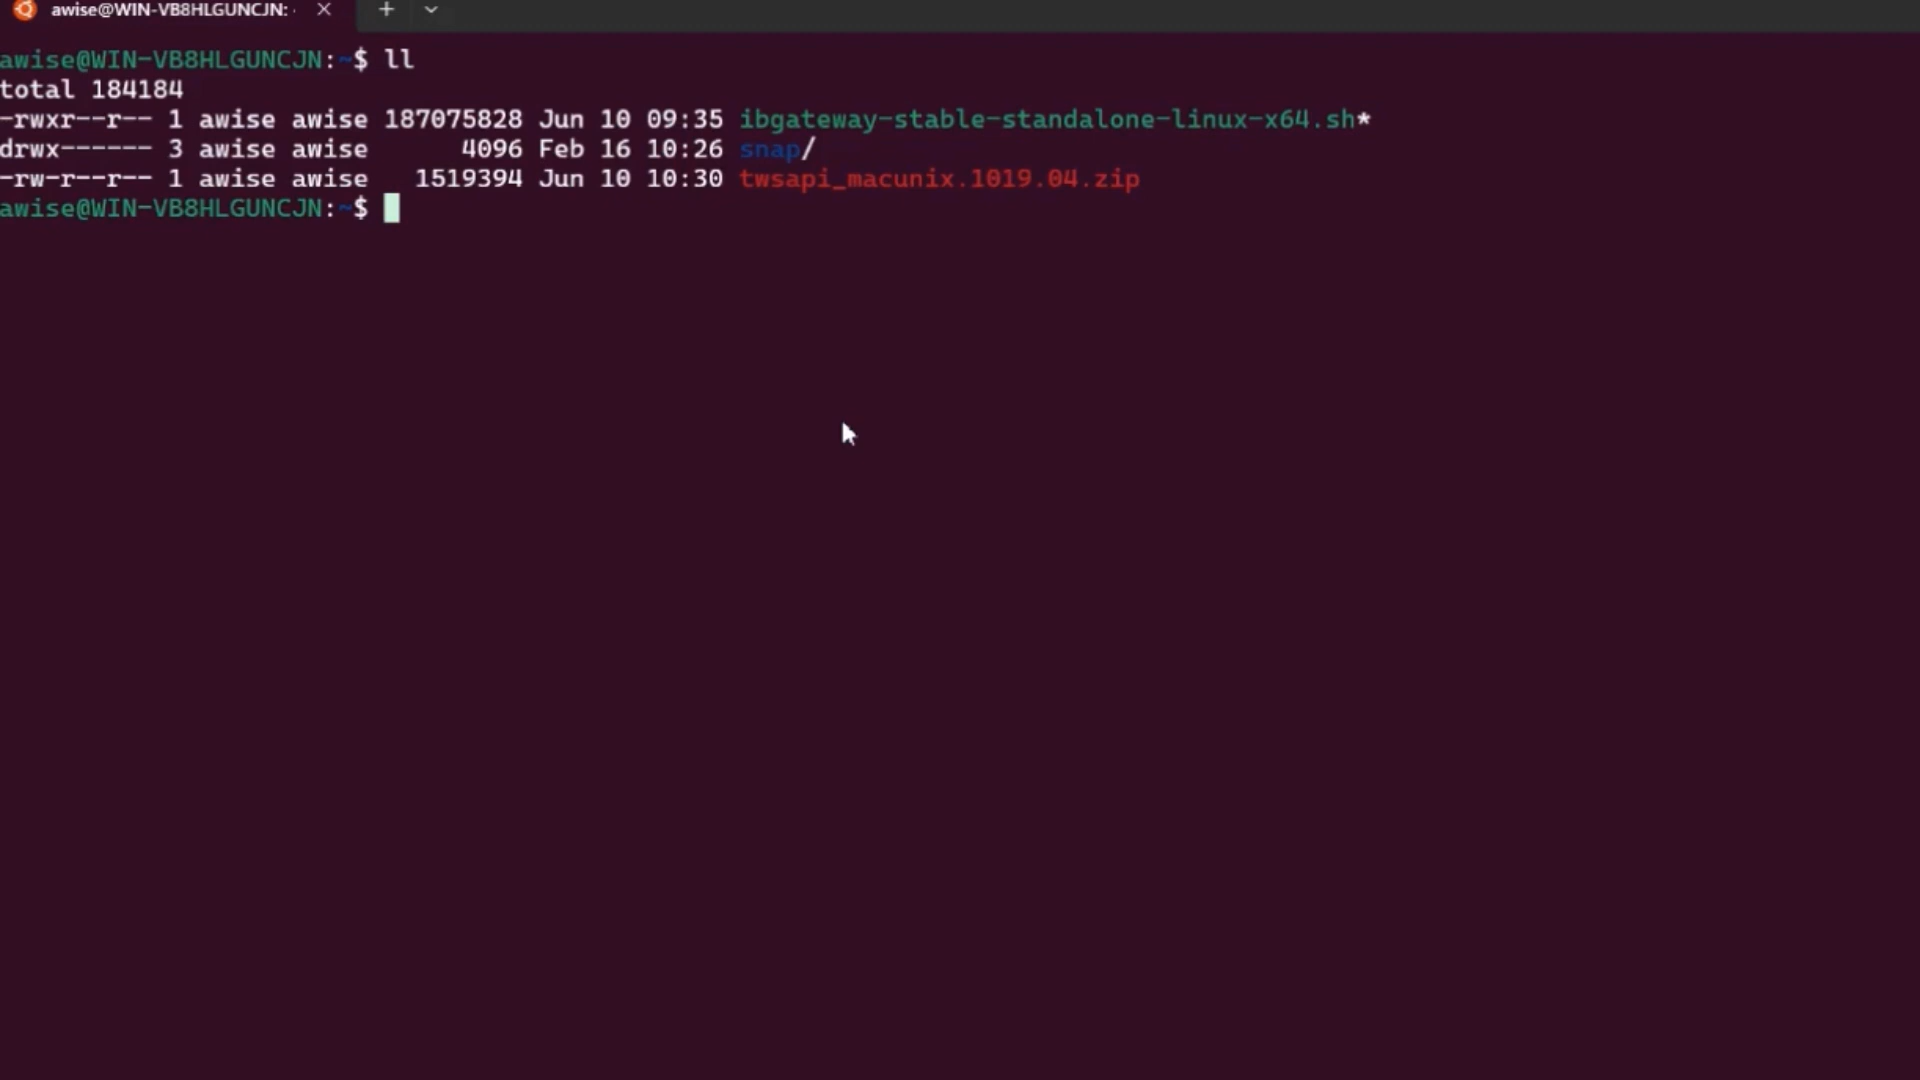 awise@WIN-VB8HLGUNCJN:
awise@WIN-VB8HLGUNCJN:~$ ll
total 184184
-rwxr--r-- 1 awise awise 187075828 Jun 10 09:35 ibgateway-stable-standalone-linux-x64.sh*
drwx------ 3 awise awise      4096 Feb 16 10:26 snap/
-rw-r--r-- 1 awise awise   1519394 Jun 10 10:30 twsapi_macunix.1019.04.zip
awise@WIN-VB8HLGUNCJN:~$